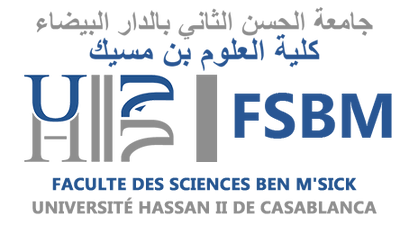 جامعة الحسن الثاني بالدار البيضاء
كلية العلوم بن مسيك
UH2C | FSBM
FACULTE DES SCIENCES BEN M'SICK
UNIVERSITÉ HASSAN II DE CASABLANCA